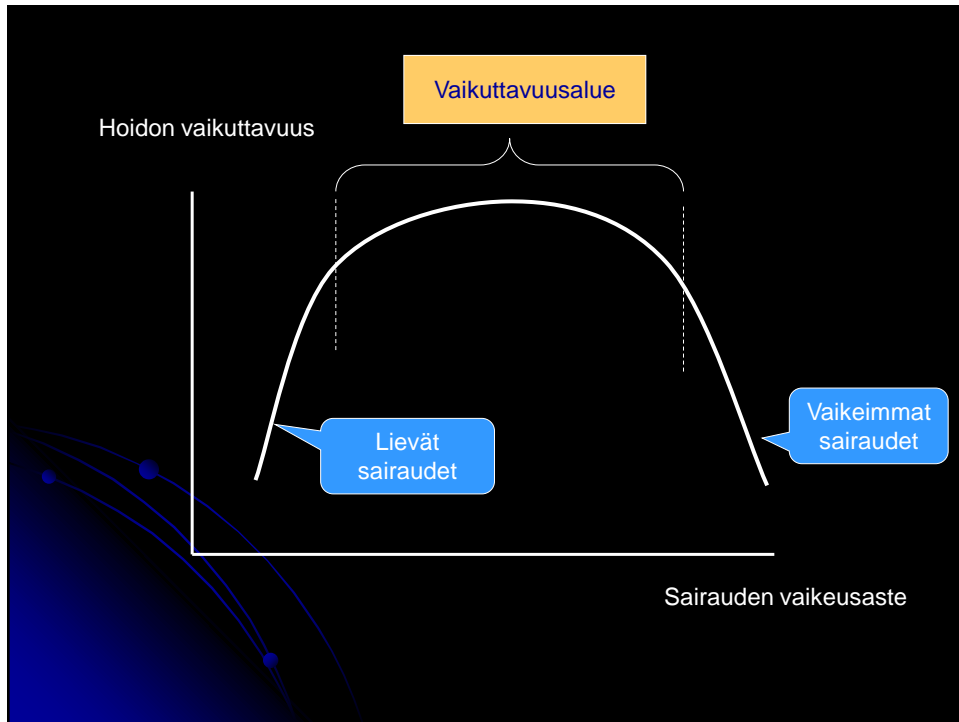 Vaikuttavuusalue
Hoidon vaikuttavuus
Lievät
sairaudet
Vaikeimmat
sairaudet
Sairauden vaikeusaste